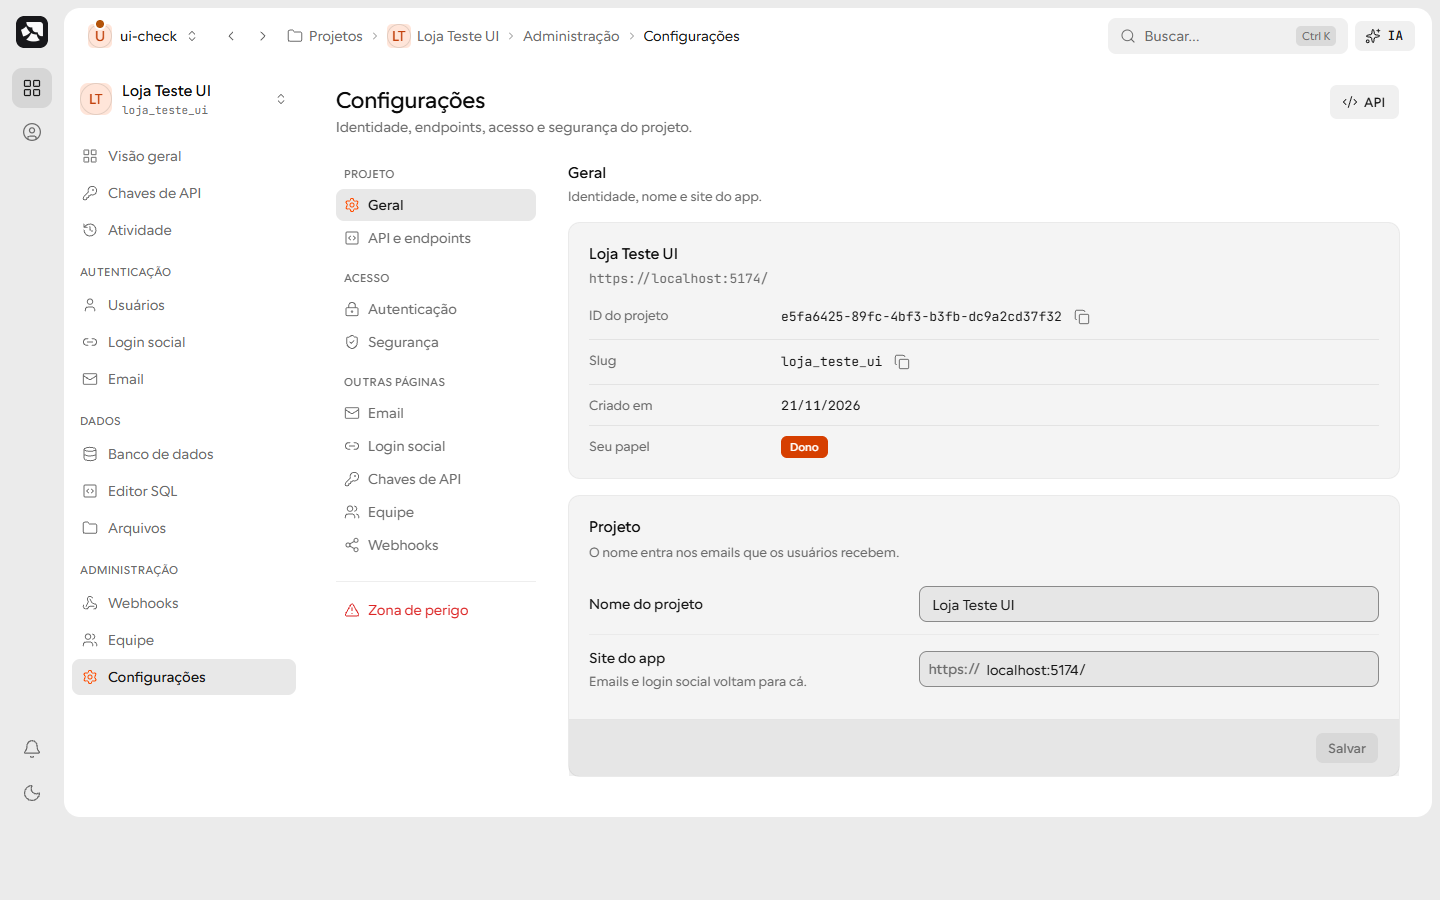 U ui-check Projetos LT Loja Teste UI Administração Configurações
Buscar... Ctrl K IA
LT Loja Teste UI
loja_teste_ui
Visão geral
Chaves de API
Atividade
AUTENTICAÇÃO
Usuários
Login social
Email
DADOS
Banco de dados
Editor SQL
Arquivos
ADMINISTRAÇÃO
Webhooks
Equipe
Configurações
Configurações
Identidade, endpoints, acesso e segurança do projeto.
</> API
PROJETO
Geral
API e endpoints
ACESSO
Autenticação
Segurança
OUTRAS PÁGINAS
Email
Login social
Chaves de API
Equipe
Webhooks
Zona de perigo
Geral
Identidade, nome e site do app.
Loja Teste UI
https://localhost:5174/
ID do projeto e5fa6425-89fc-4bf3-b3fb-dc9a2cd37f32
Slug loja_teste_ui
Criado em 21/11/2026
Seu papel Dono
Projeto
O nome entra nos emails que os usuários recebem.
Nome do projeto Loja Teste UI
Site do app https:// localhost:5174/
Emails e login social voltam para cá.
Salvar